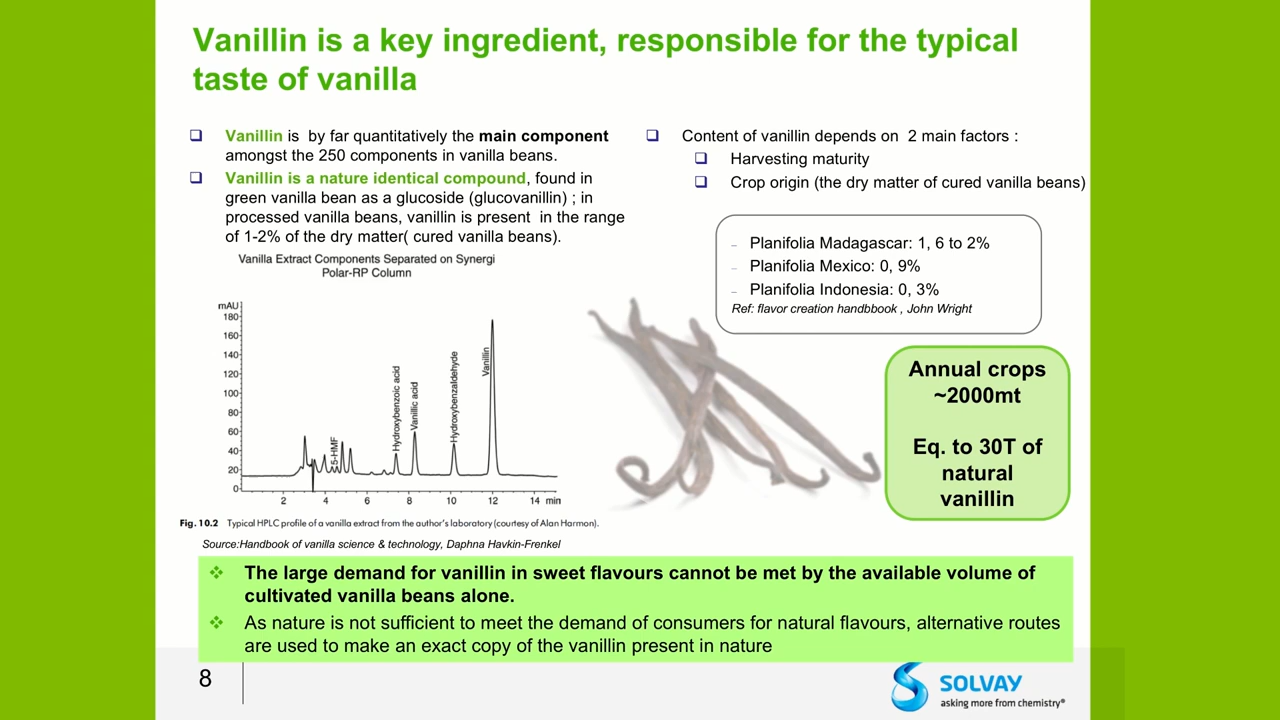 Vanillin is a key ingredient, responsible for the typical
taste of vanilla
Vanillin is by far quantitatively the main component
amongst the 250 components in vanilla beans.
Vanillin is a nature identical compound, found in
green vanilla bean as a glucoside (glucovanillin) ; in
processed vanilla beans, vanillin is present in the range
of 1-2% of the dry matter( cured vanilla beans).
Vanilla Extract Components Separated on Synergi
Polar-RP Column
mAU
180
160
140
120
100
80
60
40
20
0
5-HMF
Hydroxybenzoic acid
Vanillic acid
Hydroxybenzaldehyde
Vanillin
2 4 6 8 10 12 14 min
Fig. 10.2 Typical HPLC profile of a vanilla extract from the author's laboratory (courtesy of Alan Harmon).
Source:Handbook of vanilla science & technology, Daphna Havkin-Frenkel
Content of vanillin depends on 2 main factors :
Harvesting maturity
Crop origin (the dry matter of cured vanilla beans)
– Planifolia Madagascar: 1, 6 to 2%
– Planifolia Mexico: 0, 9%
– Planifolia Indonesia: 0, 3%
Ref: flavor creation handbbook , John Wright
Annual crops
~2000mt
Eq. to 30T of
natural
vanillin
The large demand for vanillin in sweet flavours cannot be met by the available volume of
cultivated vanilla beans alone.
As nature is not sufficient to meet the demand of consumers for natural flavours, alternative routes
are used to make an exact copy of the vanillin present in nature
8
SOLVAY
asking more from chemistry®